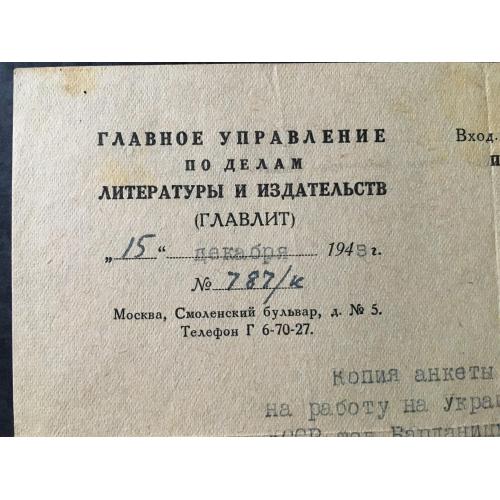 ГЛАВНОЕ УПРАВЛЕНИЕ
ПО ДЕЛАМ
ЛИТЕРАТУРЫ И ИЗДАТЕЛЬСТВ
(ГЛАВЛИТ)
„15“ декабря 1943 г.
№ 787/к
Москва, Смоленский бульвар, д. № 5.
Телефон Г 6-70-27.
Вход.
Копия анкеты
на работу на Укра